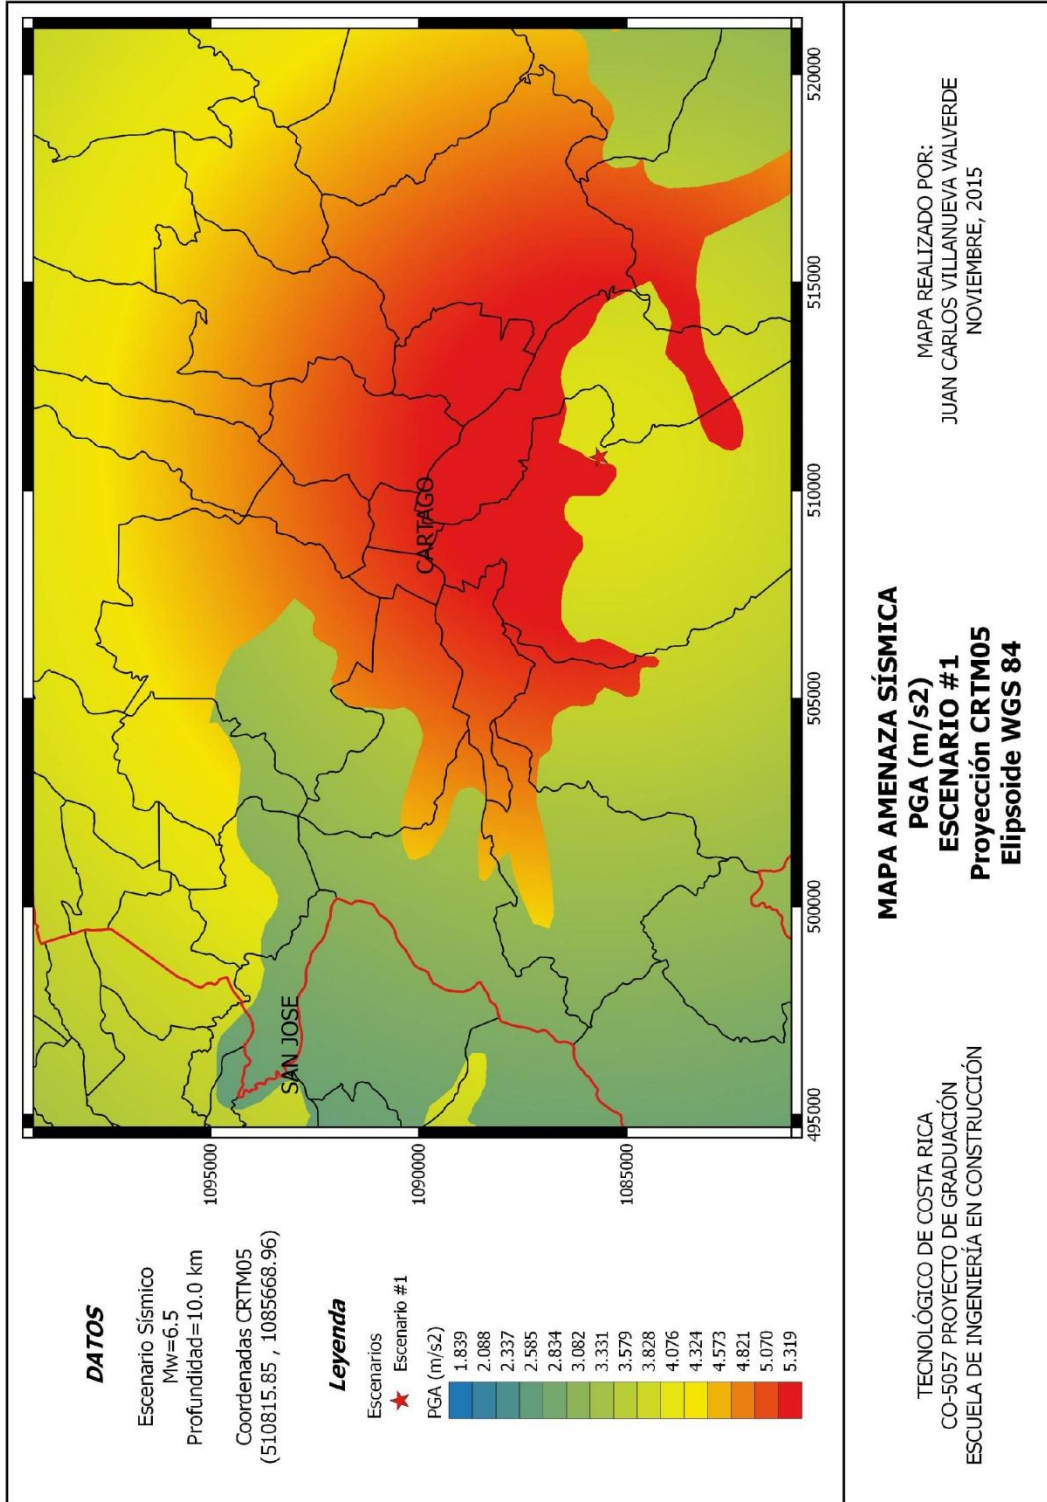 DATOS
Escenario Sísmico
Mw=6.5
Profundidad=10.0 km
Coordenadas CRTM05
(510815.85 , 1085668.96)
Leyenda
Escenarios
Escenario #1
PGA (m/s2)
1.839
2.088
2.337
2.585
2.834
3.082
3.331
3.579
3.828
4.076
4.324
4.573
4.821
5.070
5.319
1095000
1090000
1085000
495000
500000
505000
510000
515000
520000
SAN JOSE
CARTAGO
TECNOLÓGICO DE COSTA RICA
CO-5057 PROYECTO DE GRADUACIÓN
ESCUELA DE INGENIERÍA EN CONSTRUCCIÓN
MAPA AMENAZA SÍSMICA
PGA (m/s2)
ESCENARIO #1
Proyección CRTM05
Elipsoide WGS 84
MAPA REALIZADO POR:
JUAN CARLOS VILLANUEVA VALVERDE
NOVIEMBRE, 2015